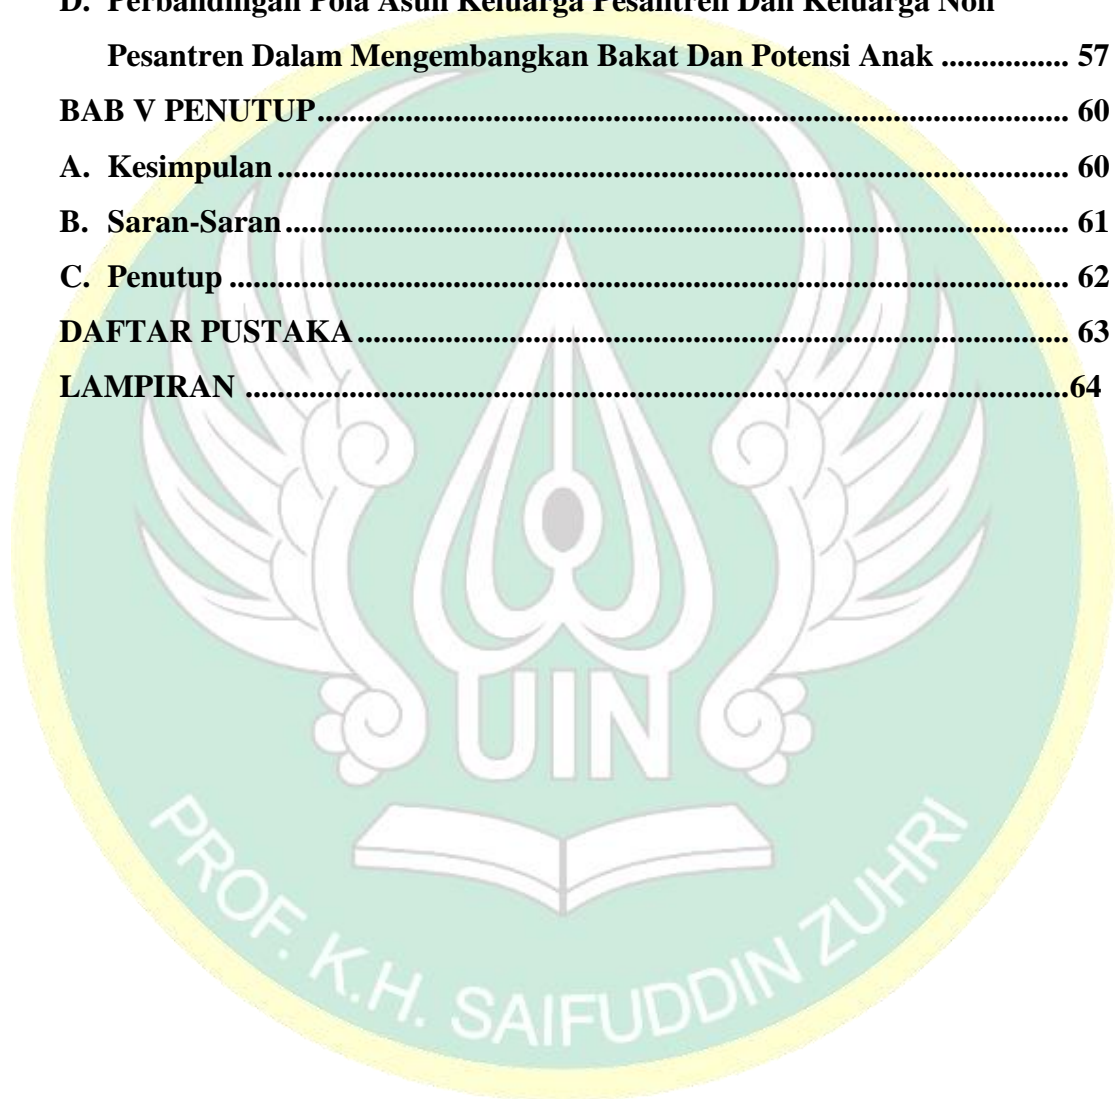 D. Perbandingan Pola Asuh Keluarga Pesantren Dan Keluarga Non
Pesantren Dalam Mengembangkan Bakat Dan Potensi Anak ................ 57
BAB V PENUTUP................................................................................................ 60
A. Kesimpulan ..................................................................................................... 60
B. Saran-Saran.................................................................................................... 61
C. Penutup ........................................................................................................... 62
DAFTAR PUSTAKA ........................................................................................... 63
LAMPIRAN .........................................................................................................64
UIN
PROF. K.H. SAIFUDDIN ZUHRI